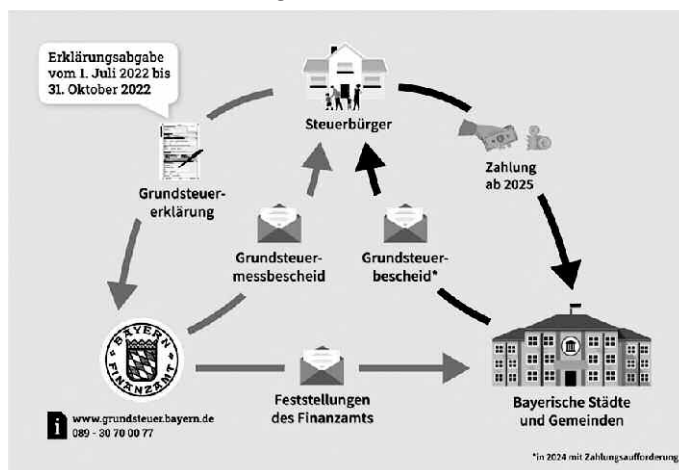 Erklärungsabgabe
vom 1. Juli 2022 bis
31. Oktober 2022
Steuerbürger
Grundsteuer-
erklärung
Zahlung
ab 2025
Grundsteuer-
messbescheid
Grundsteuer-
bescheid*
BAYERN
FINANZAMT
Feststellungen
des Finanzamts
Bayerische Städte
und Gemeinden
i
www.grundsteuer.bayern.de
089 - 30 70 00 77
*in 2024 mit Zahlungsaufforderung